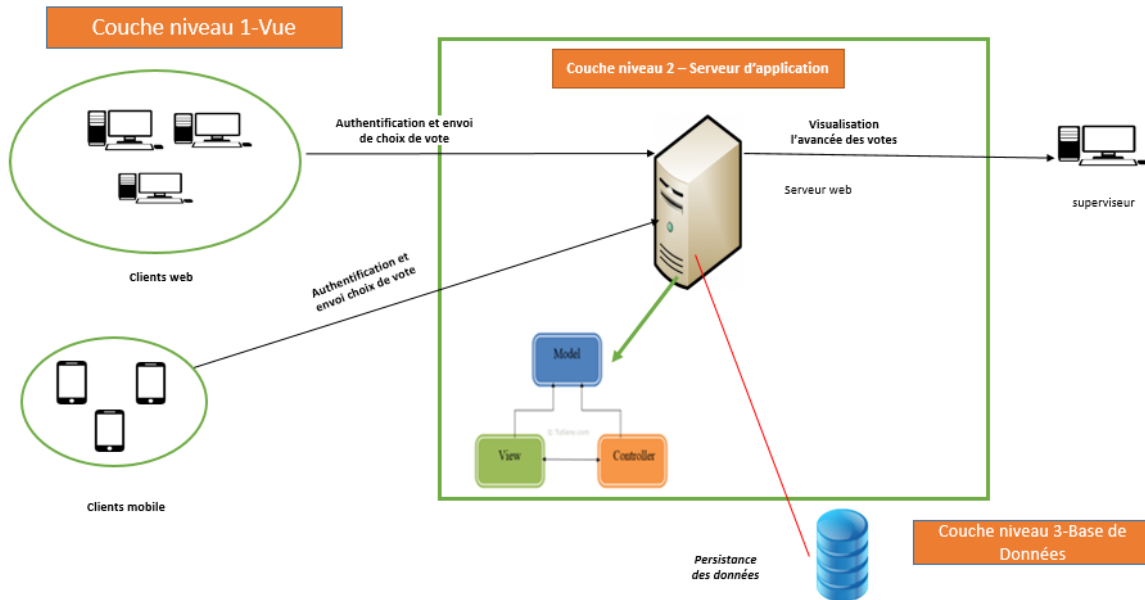 Couche niveau 1-Vue
Couche niveau 2 – Serveur d'application
Authentification et envoi
de choix de vote
Visualisation
l'avancée des votes
Serveur web
superviseur
Clients web
Authentification et
envoi choix de vote
Model
© Tutlane.com
View
Controller
Clients mobile
Couche niveau 3-Base de
Données
Persistance
des données